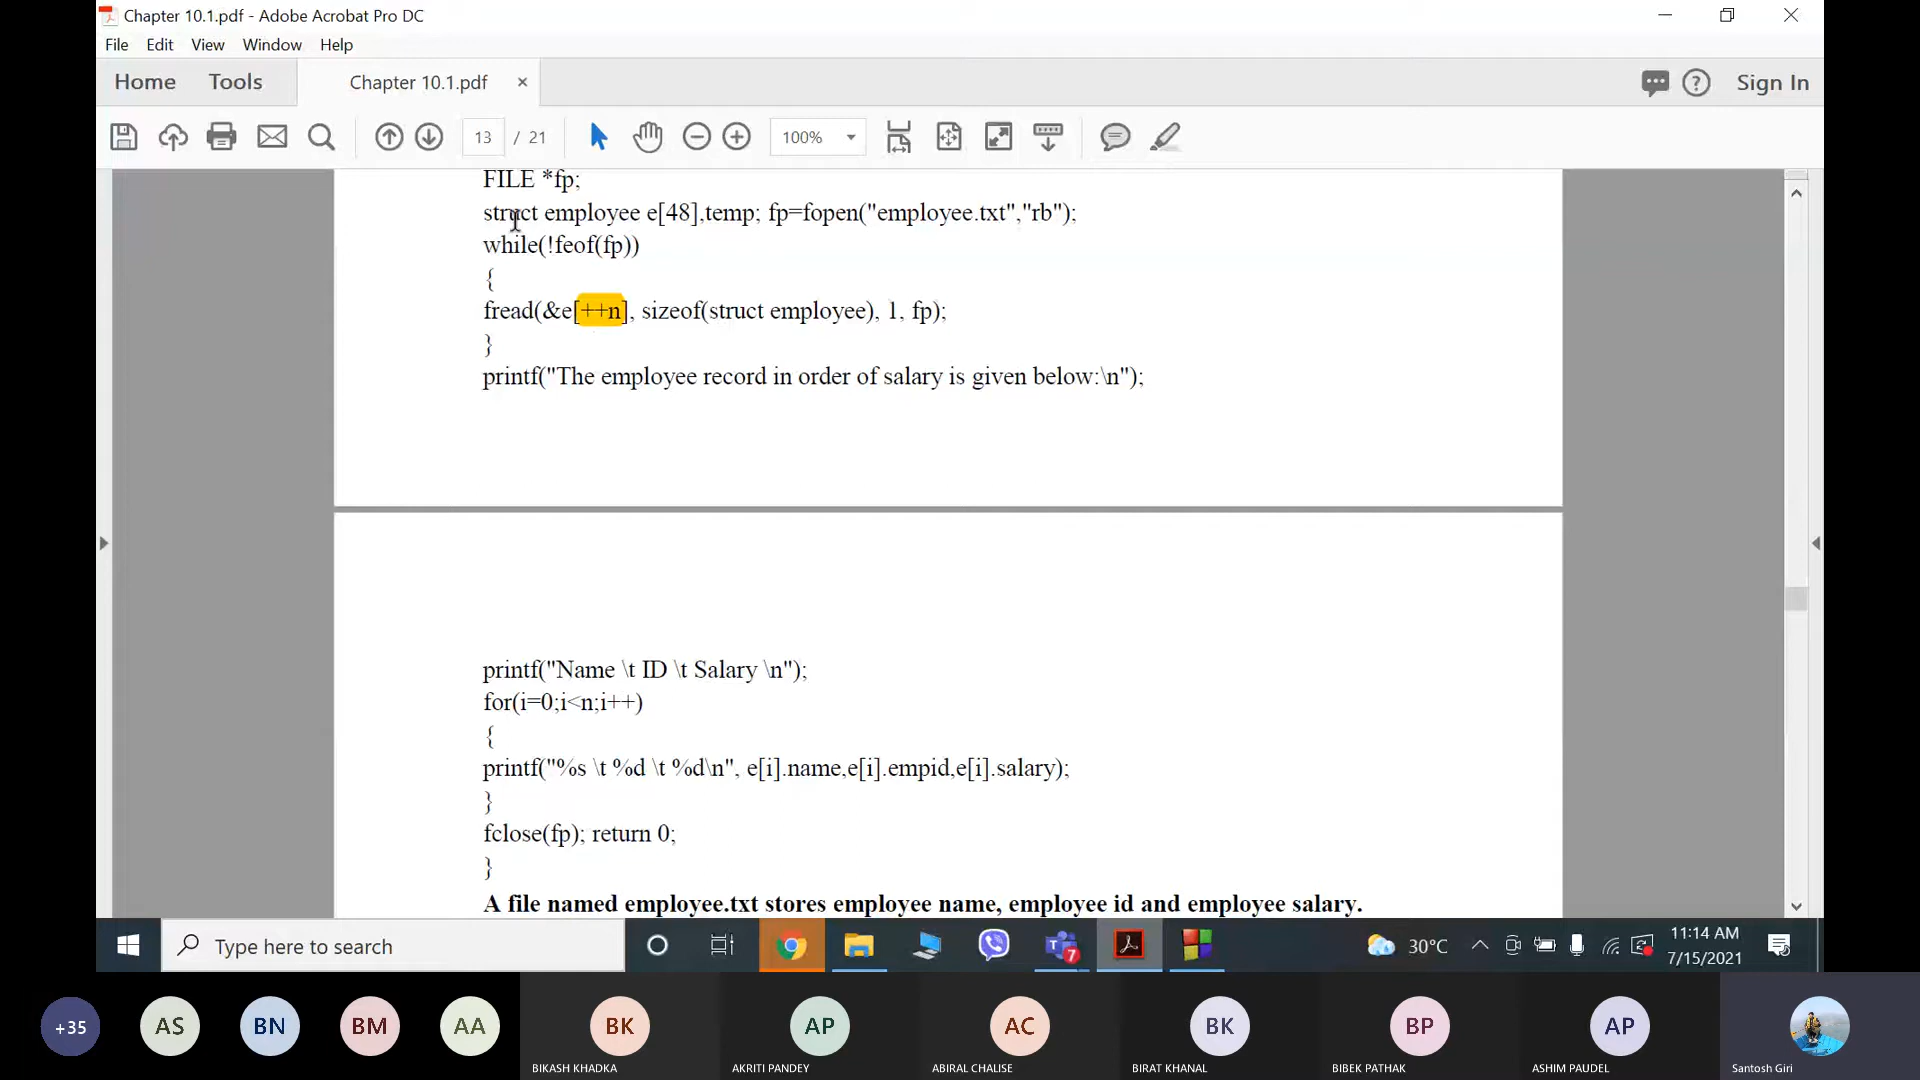 Chapter 10.1.pdf - Adobe Acrobat Pro DC
File Edit View Window Help
Home Tools Chapter 10.1.pdf × Sign In
13 / 21 100%
FILE *fp;
struct employee e[48],temp; fp=fopen("employee.txt","rb");
while(!feof(fp))
{
fread(&e[++n], sizeof(struct employee), 1, fp);
}
printf("The employee record in order of salary is given below:\n");
printf("Name \t ID \t Salary \n");
for(i=0;i<n;i++)
{
printf("%s \t %d \t %d\n", e[i].name,e[i].empid,e[i].salary);
}
fclose(fp); return 0;
}
A file named employee.txt stores employee name, employee id and employee salary.
Type here to search 7 30°C 11:14 AM
7/15/2021
+35 AS BN BM AA BK AP AC BK BP AP
BIKASH KHADKA AKRITI PANDEY ABIRAL CHALISE BIRAT KHANAL BIBEK PATHAK ASHIM PAUDEL Santosh Giri